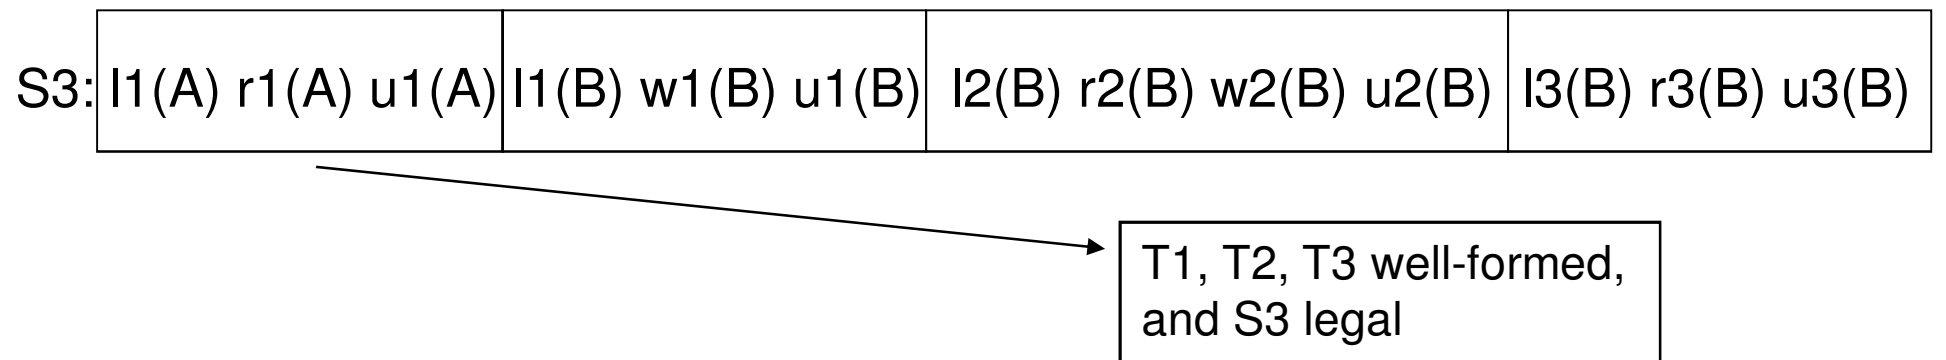 S3: l1(A) r1(A) u1(A) l1(B) w1(B) u1(B) l2(B) r2(B) w2(B) u2(B) l3(B) r3(B) u3(B)
T1, T2, T3 well-formed,
and S3 legal